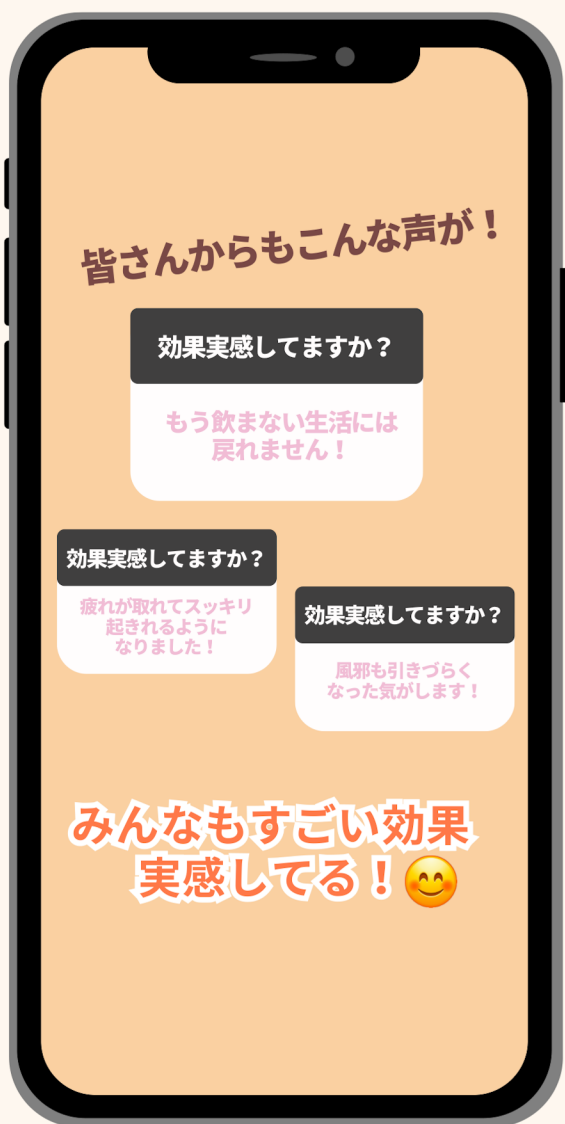 皆さんからもこんな声が！
効果実感してますか？
もう飲まない生活には
戻れません！
効果実感してますか？
疲れが取れてスッキリ
起きれるように
なりました！
効果実感してますか？
風邪も引きづらく
なった気がします！
みんなもすごい効果
実感してる！😊